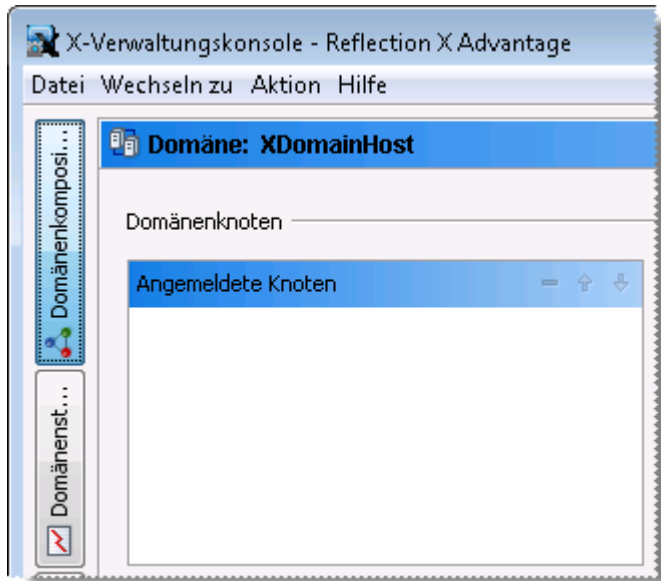 X-Verwaltungskonsole - Reflection X Advantage
Datei Wechseln zu Aktion Hilfe
Domänenkomposi...
Domäne: XDomainHost
Domänenknoten
Angemeldete Knoten
Domänenst...